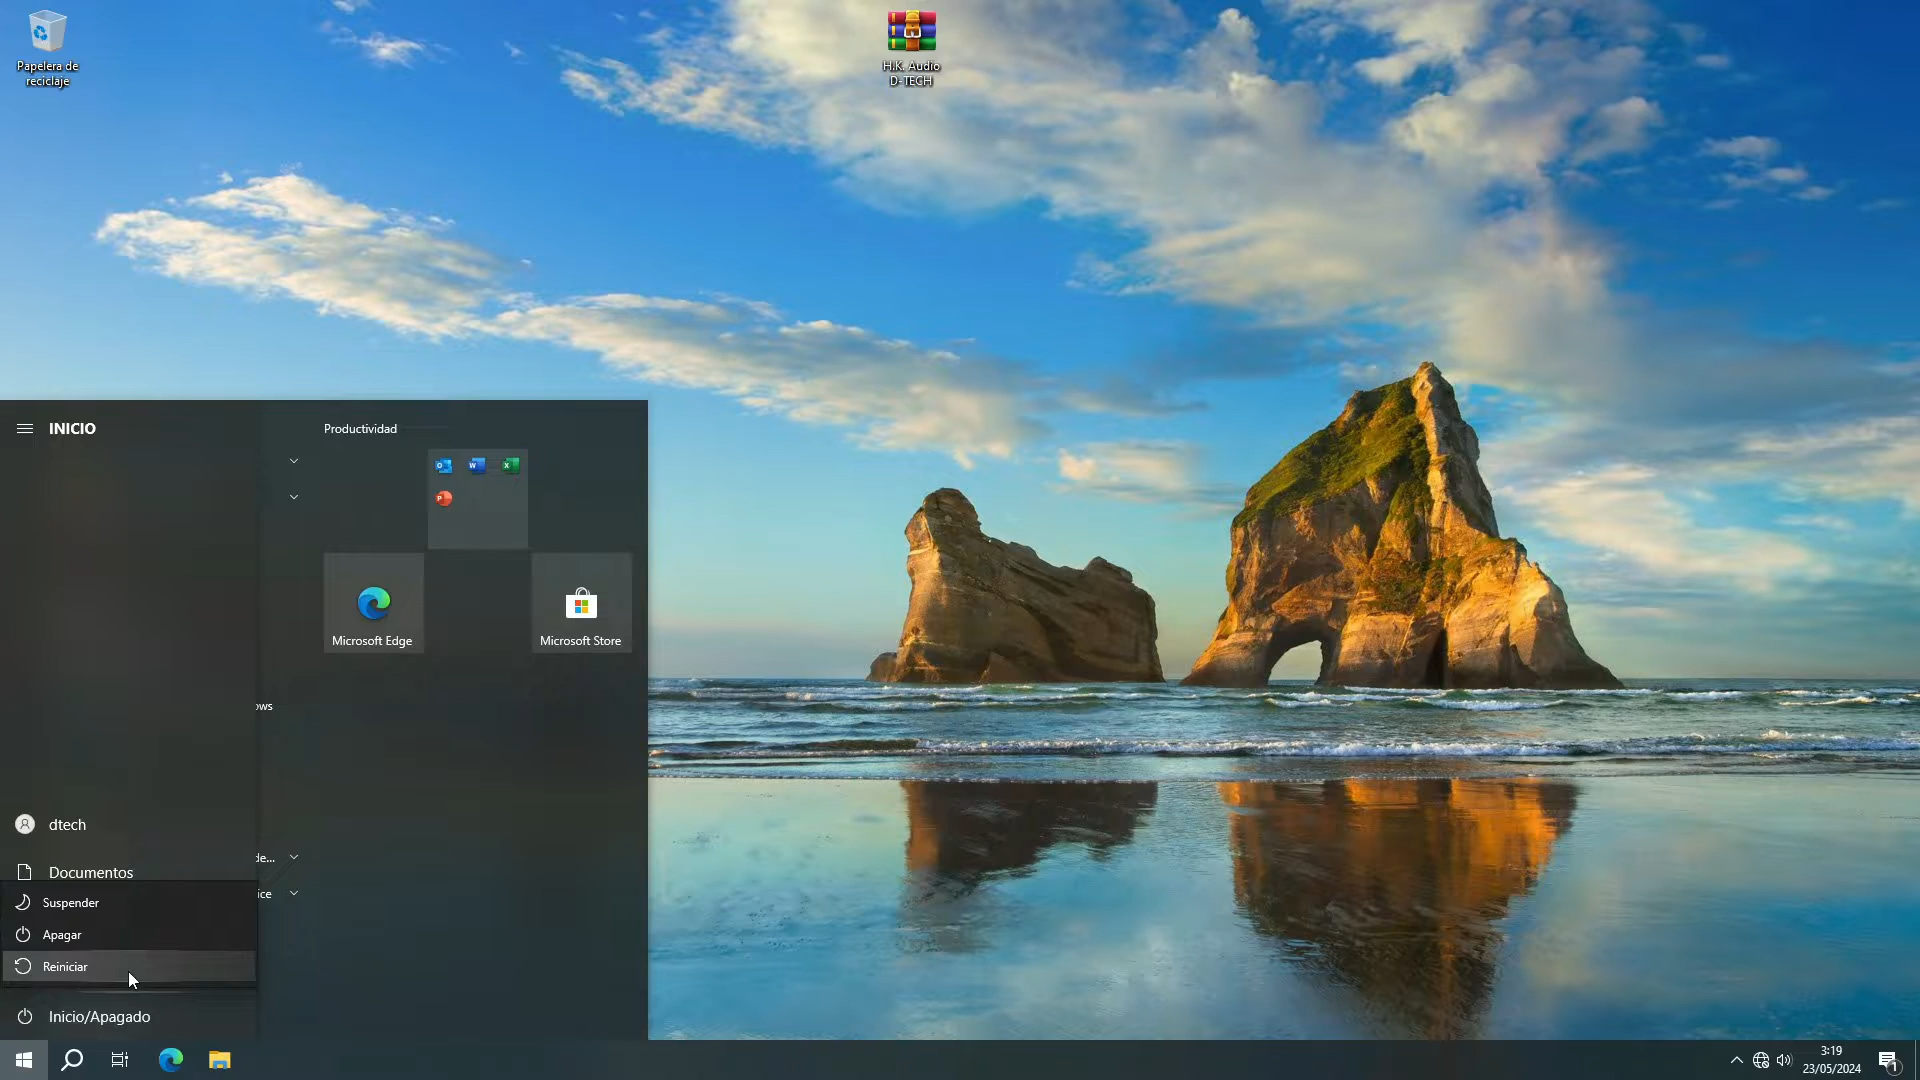 Papelera de
reciclaje
H.K. Audio
D-TECH
INICIO
Productividad
Microsoft Edge
Microsoft Store
ows
dtech
de...
Documentos
ice
Suspender
Apagar
Reiniciar
Inicio/Apagado
3:19
23/05/2024
1